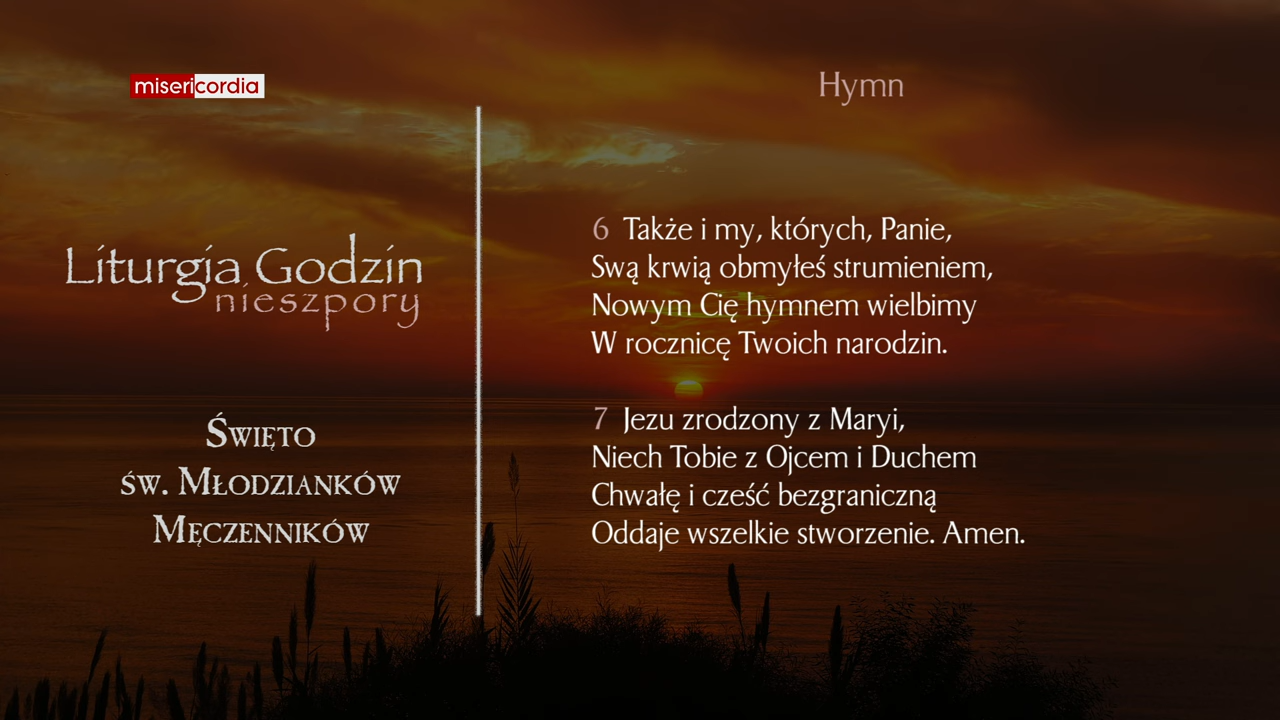 misericordia
Liturgia Godzin
nieszpory
Święto
św. Młodzianków
Męczenników
Hymn
6 Także i my, których, Panie,
Swą krwią obmyłeś strumieniem,
Nowym Cię hymnem wielbimy
W rocznicę Twoich narodzin.
7 Jezu zrodzony z Maryi,
Niech Tobie z Ojcem i Duchem
Chwałę i cześć bezgraniczną
Oddaje wszelkie stworzenie. Amen.